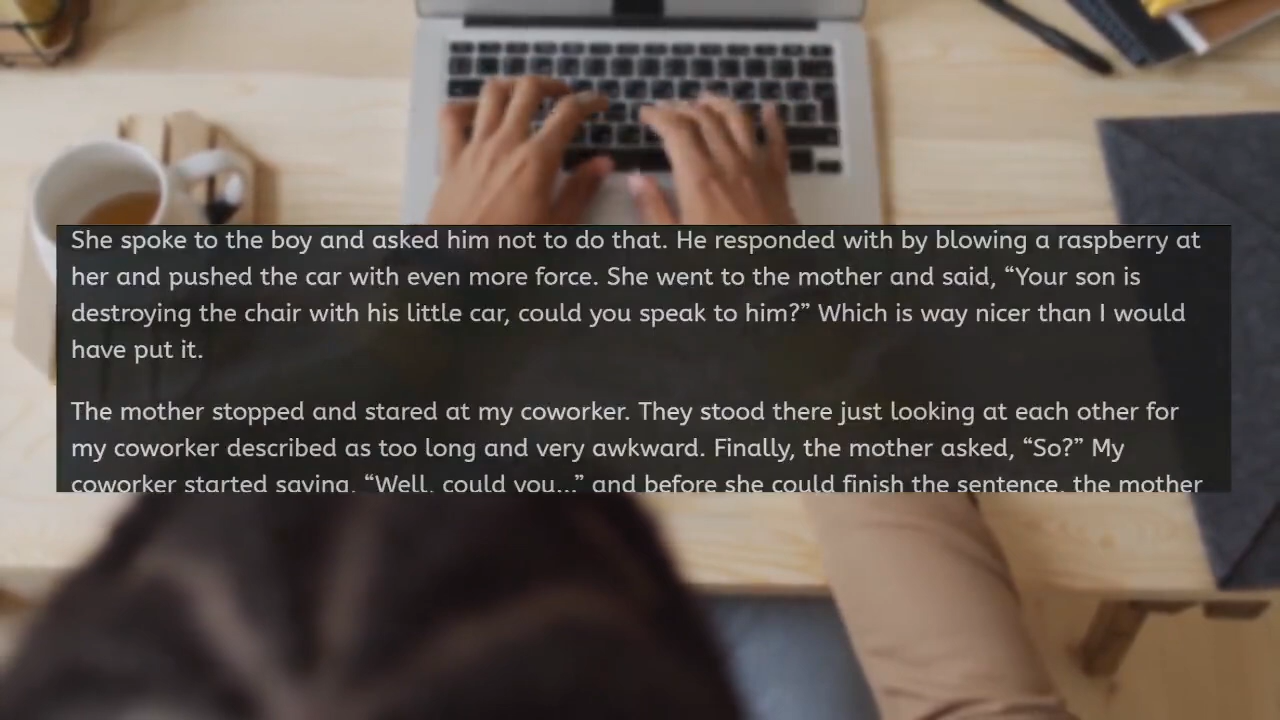 She spoke to the boy and asked him not to do that. He responded with by blowing a raspberry at
her and pushed the car with even more force. She went to the mother and said, “Your son is
destroying the chair with his little car, could you speak to him?” Which is way nicer than I would
have put it.
The mother stopped and stared at my coworker. They stood there just looking at each other for
my coworker described as too long and very awkward. Finally, the mother asked, “So?” My
coworker started saying, “Well, could you...” and before she could finish the sentence, the mother